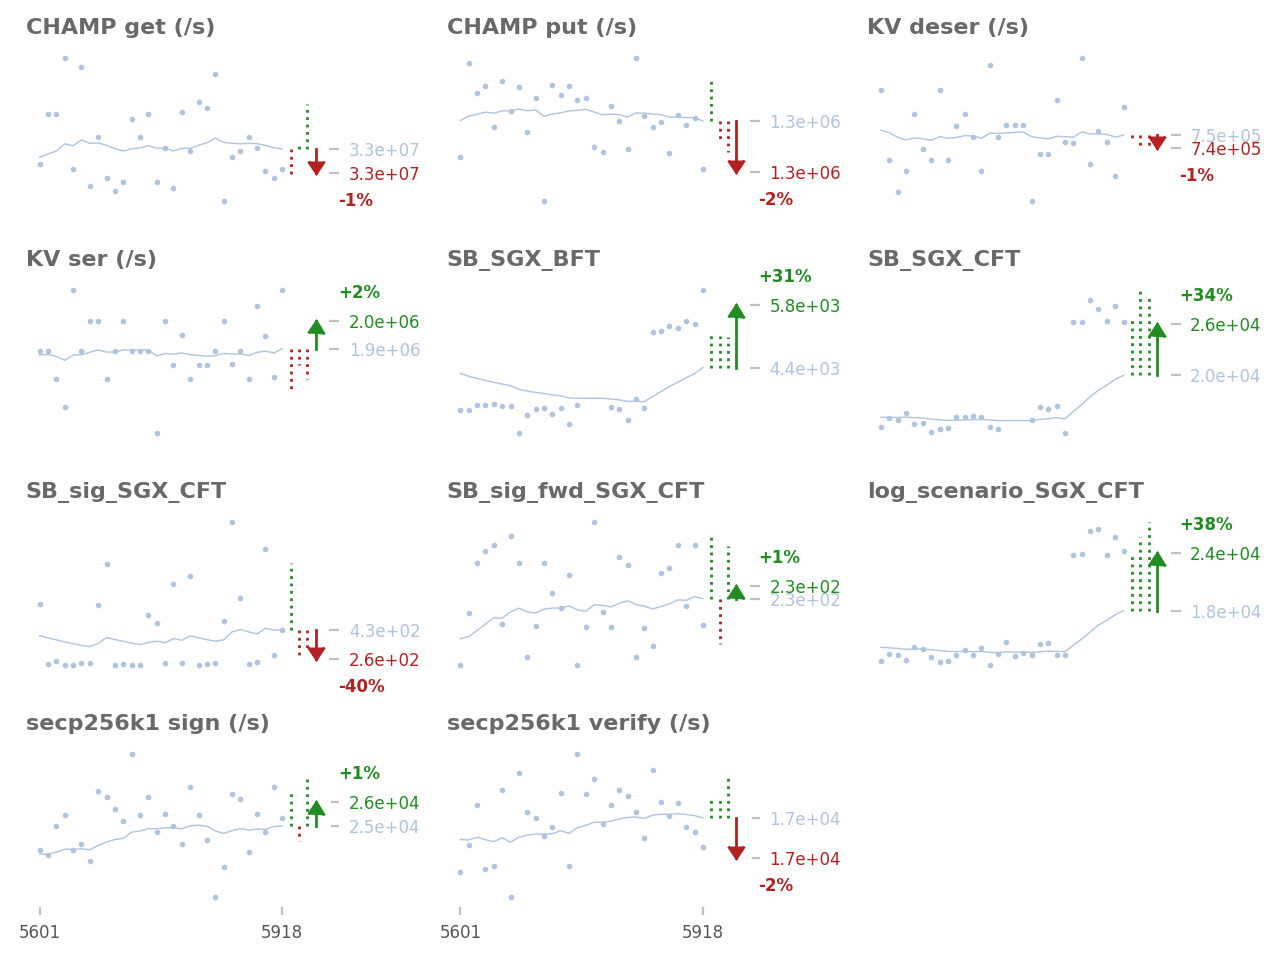 CHAMP get (/s)
3.3e+07
3.3e+07
-1%
CHAMP put (/s)
1.3e+06
1.3e+06
-2%
KV deser (/s)
7.5e+05
7.4e+05
-1%
KV ser (/s)
+2%
2.0e+06
1.9e+06
SB_SGX_BFT
+31%
5.8e+03
4.4e+03
SB_SGX_CFT
+34%
2.6e+04
2.0e+04
SB_sig_SGX_CFT
4.3e+02
2.6e+02
-40%
SB_sig_fwd_SGX_CFT
+1%
2.3e+02
2.3e+02
log_scenario_SGX_CFT
+38%
2.4e+04
1.8e+04
secp256k1 sign (/s)
+1%
2.6e+04
2.5e+04
5601
5918
secp256k1 verify (/s)
1.7e+04
1.7e+04
-2%
5601
5918